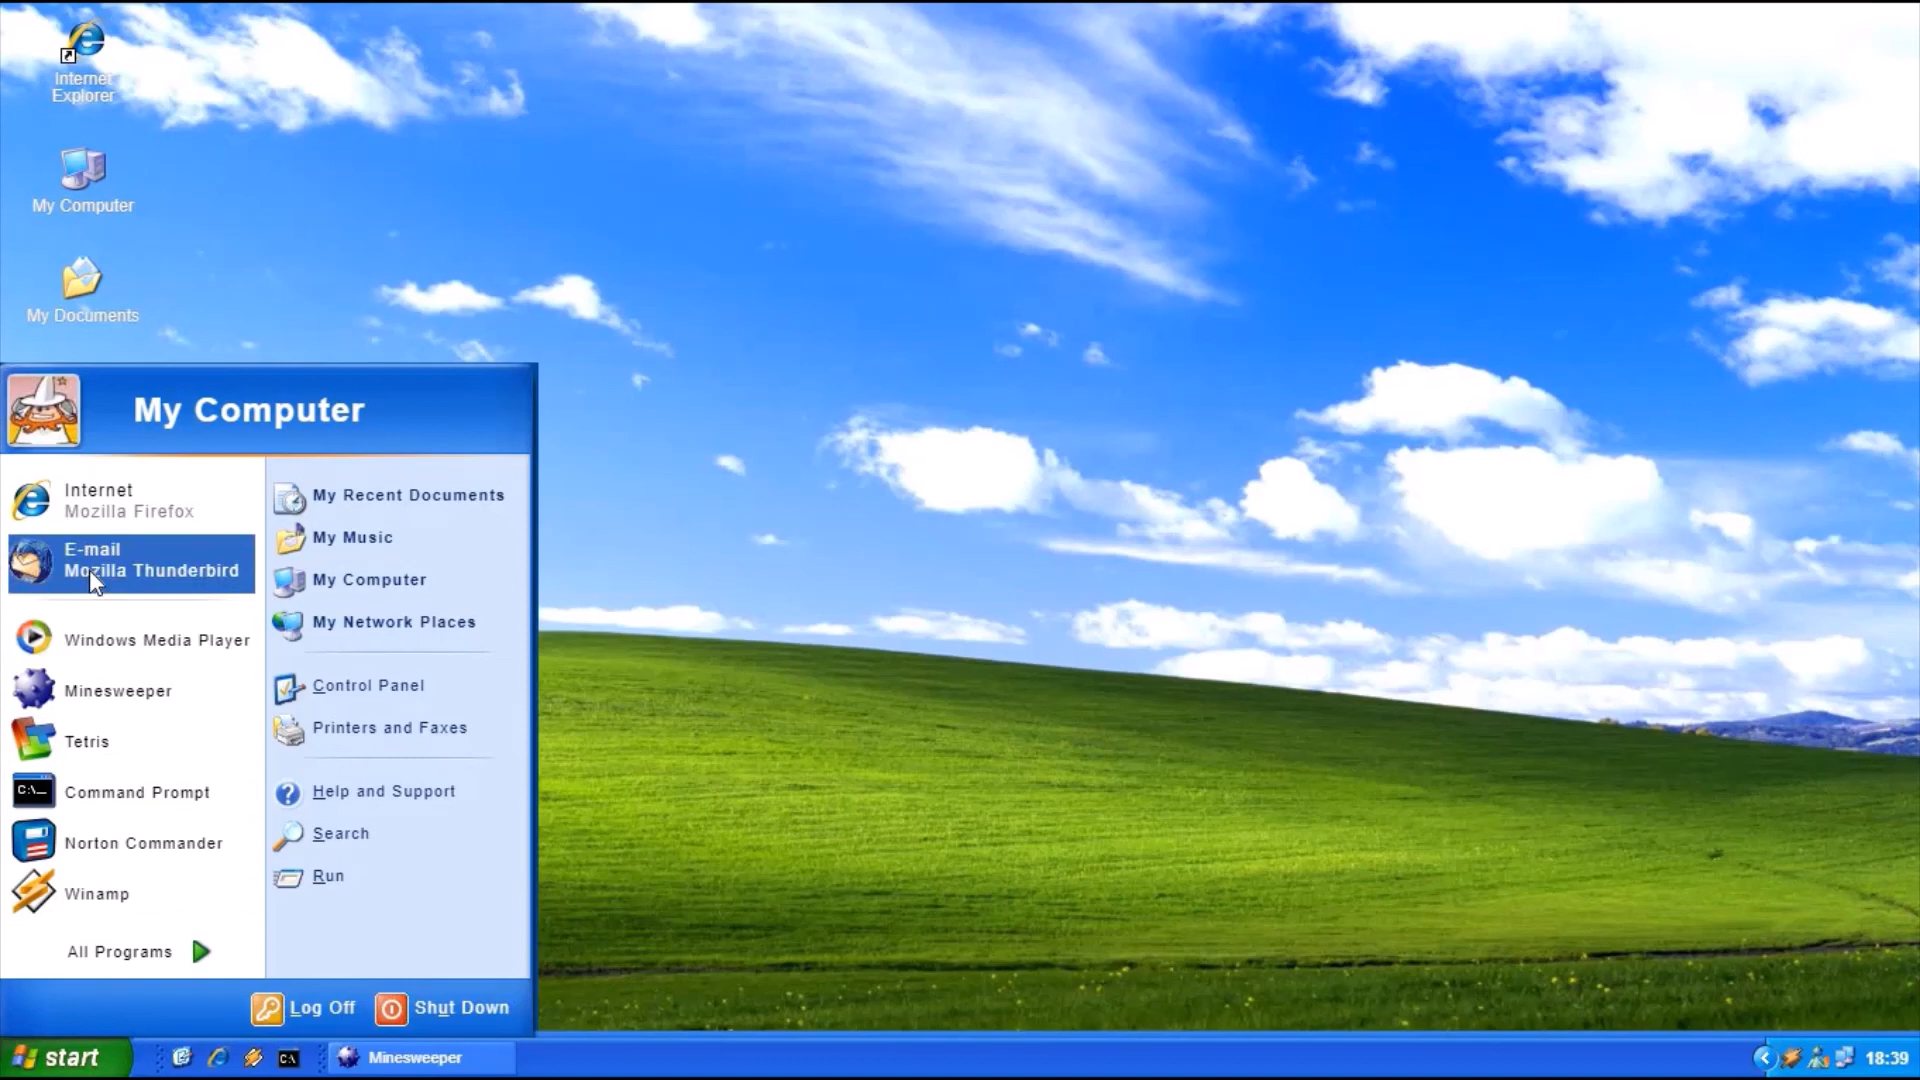 Internet
Explorer
My Computer
My Documents
My Computer
Internet
Mozilla Firefox
E-mail
Mozilla Thunderbird
Windows Media Player
Minesweeper
Tetris
C:\_
Command Prompt
Norton Commander
Winamp
All Programs
My Recent Documents
My Music
My Computer
My Network Places
Control Panel
Printers and Faxes
Help and Support
Search
Run
Log Off
Shut Down
start
C:\
Minesweeper
18:39